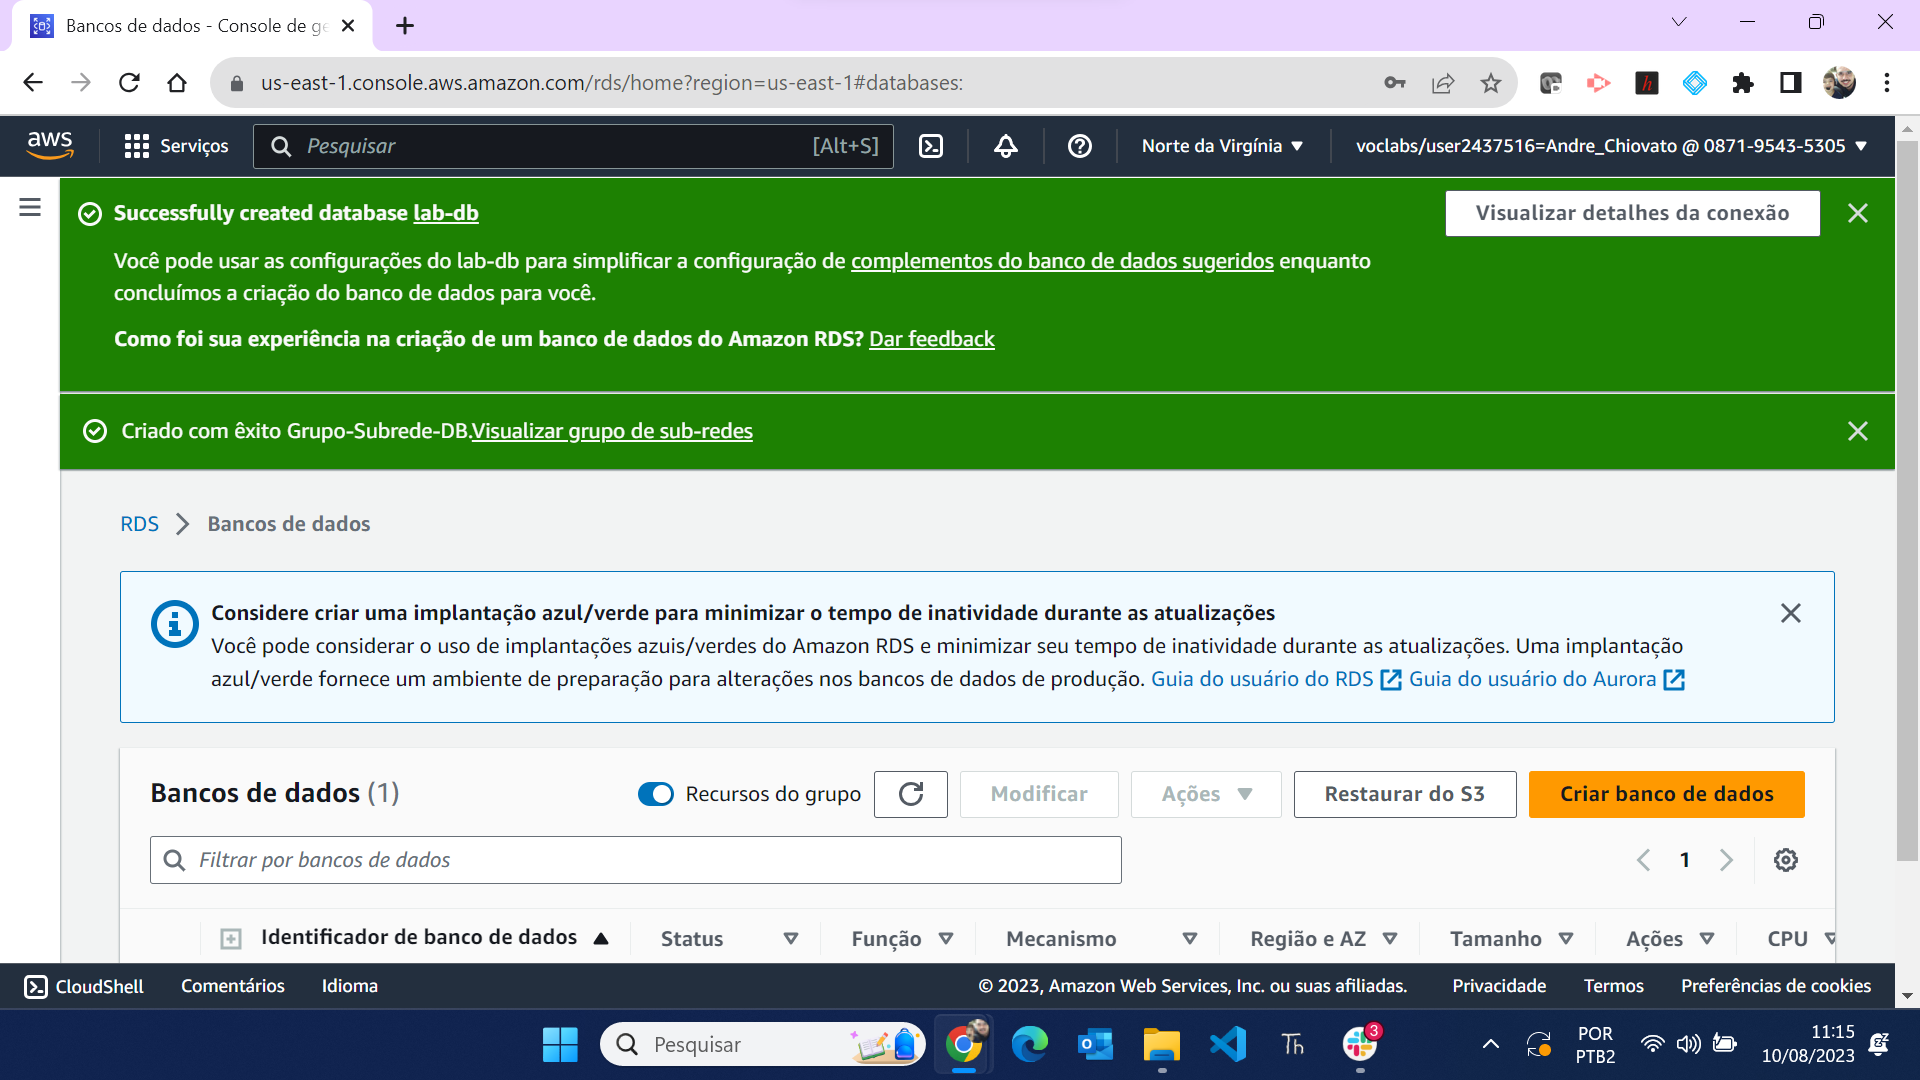 Bancos de dados - Console de ge
us-east-1.console.aws.amazon.com/rds/home?region=us-east-1#databases:
aws
Serviços
Pesquisar
[Alt+S]
Norte da Virgínia
voclabs/user2437516=Andre_Chiovato @ 0871-9543-5305
Successfully created database lab-db
Visualizar detalhes da conexão
Você pode usar as configurações do lab-db para simplificar a configuração de complementos do banco de dados sugeridos enquanto
concluímos a criação do banco de dados para você.
Como foi sua experiência na criação de um banco de dados do Amazon RDS? Dar feedback
Criado com êxito Grupo-Subrede-DB.Visualizar grupo de sub-redes
RDS
Bancos de dados
Considere criar uma implantação azul/verde para minimizar o tempo de inatividade durante as atualizações
Você pode considerar o uso de implantações azuis/verdes do Amazon RDS e minimizar seu tempo de inatividade durante as atualizações. Uma implantação
azul/verde fornece um ambiente de preparação para alterações nos bancos de dados de produção. Guia do usuário do RDS Guia do usuário do Aurora
Bancos de dados (1)
Recursos do grupo
Modificar
Ações
Restaurar do S3
Criar banco de dados
Filtrar por bancos de dados
1
Identificador de banco de dados
Status
Função
Mecanismo
Região e AZ
Tamanho
Ações
CPU
CloudShell
Comentários
Idioma
© 2023, Amazon Web Services, Inc. ou suas afiliadas.
Privacidade
Termos
Preferências de cookies
Pesquisar
Th
3
POR
PTB2
11:15
10/08/2023